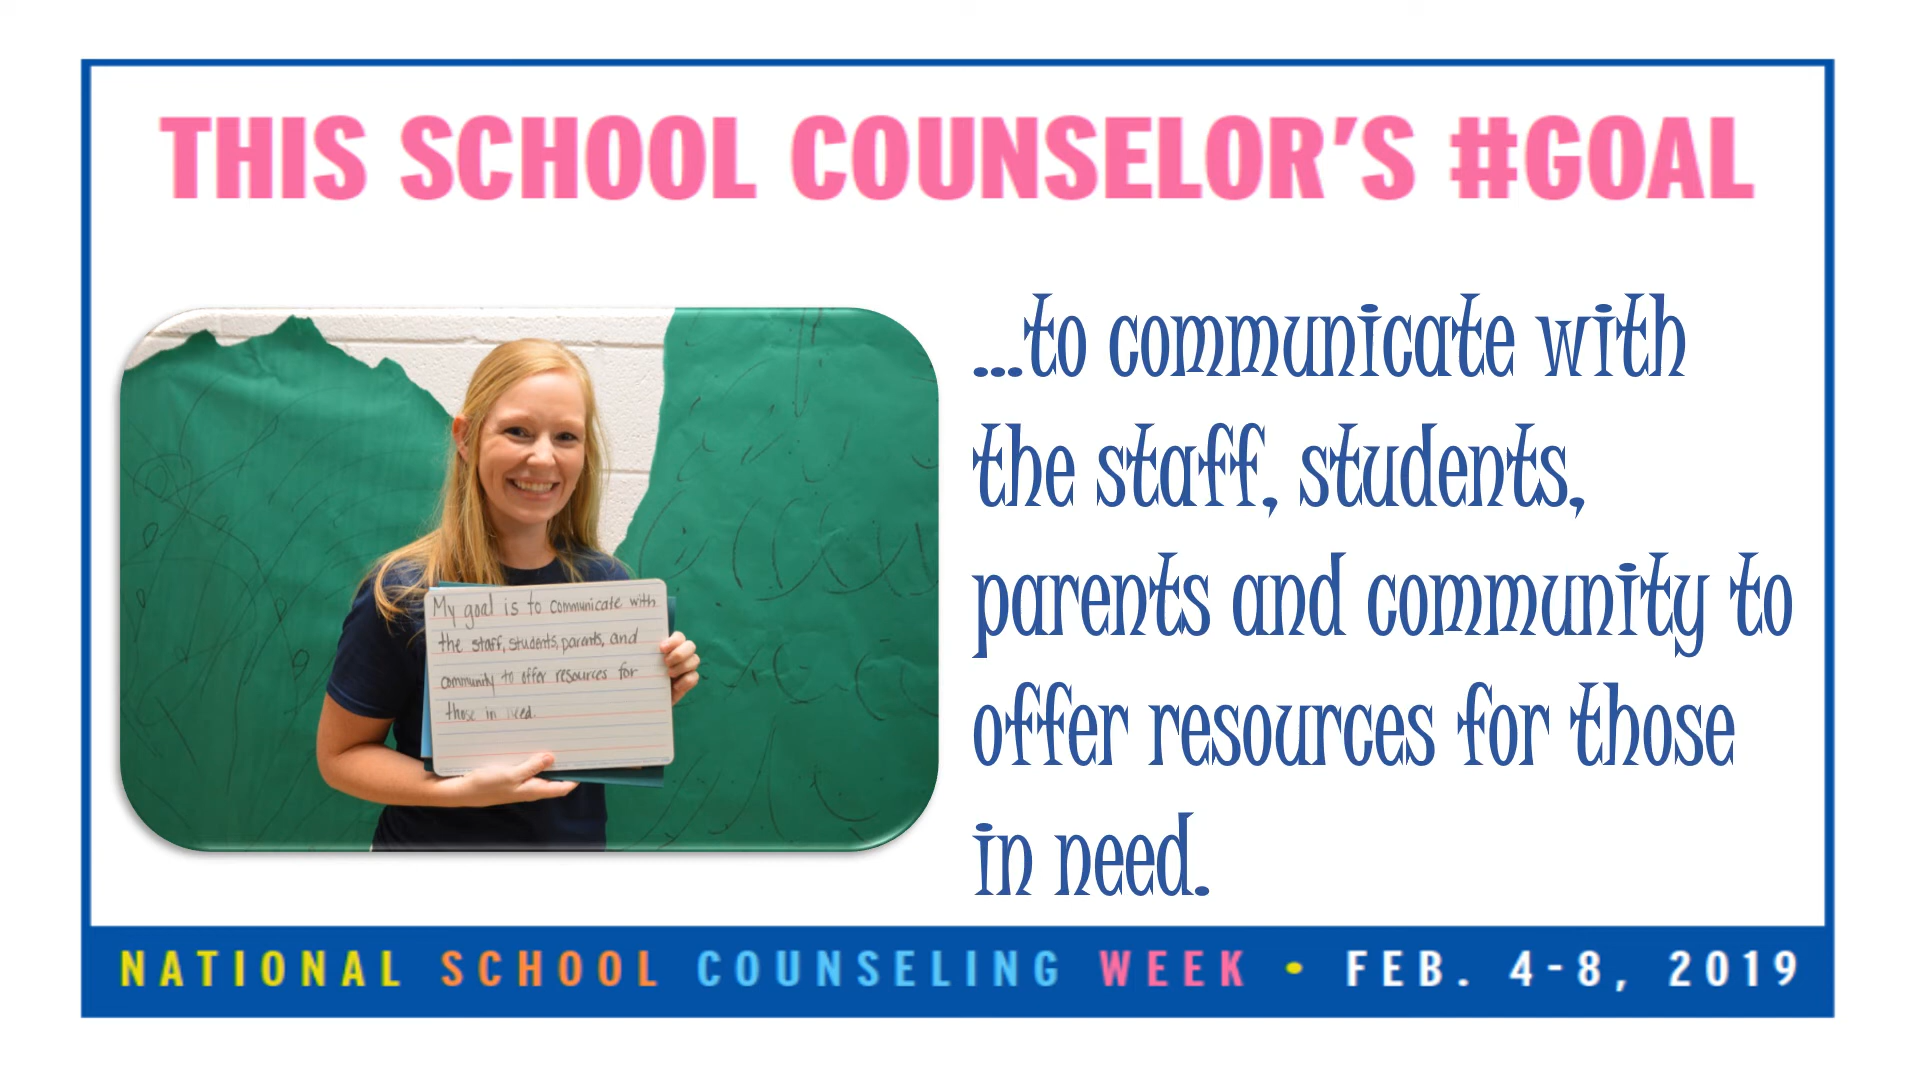 THIS SCHOOL COUNSELOR’S #GOAL
...to communicate with
the staff, students,
parents and community to
offer resources for those
in need.
My goal is to communicate with
the staff, students, parents, and
community to offer resources for
those in need.
NATIONAL SCHOOL COUNSELING WEEK • FEB. 4-8, 2019